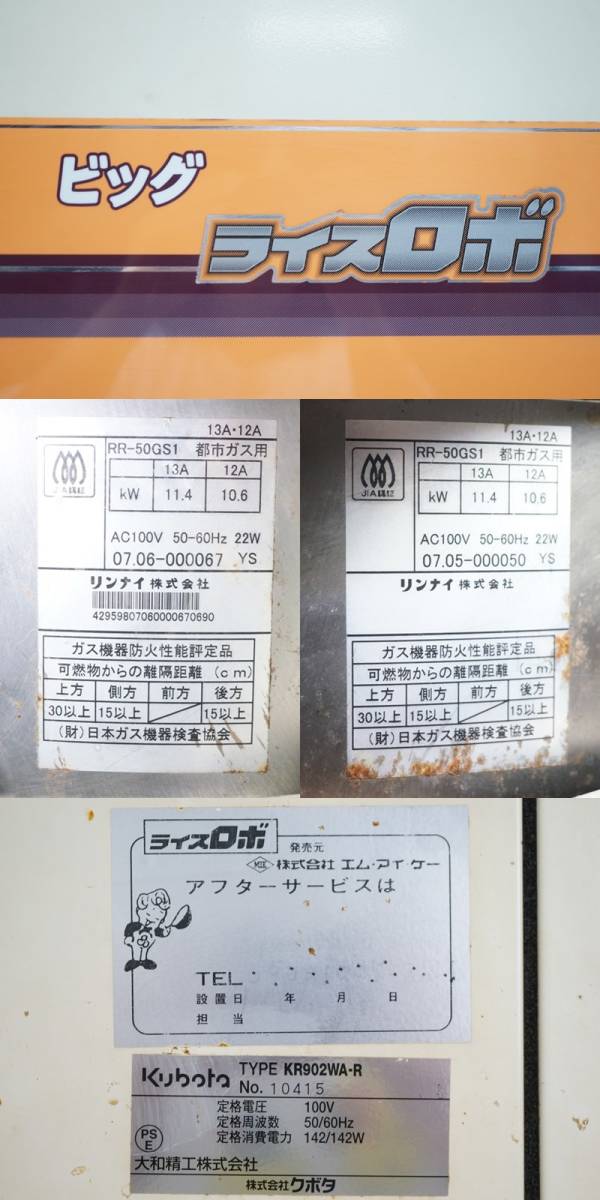 ビッグ
ライスロボ
13A・12A
JIA認証
RR-50GS1 都市ガス用
13A 12A
kW 11.4 10.6
AC100V 50-60Hz 22W
07.06-000067 YS
リンナイ株式会社
42959807060000670690
ガス機器防火性能評定品
可燃物からの離隔距離(cm)
上方 側方 前方 後方
30以上 15以上 15以上
(財)日本ガス機器検査協会
13A・12A
JIA認証
RR-50GS1 都市ガス用
13A 12A
kW 11.4 10.6
AC100V 50-60Hz 22W
07.05-000050 YS
リンナイ株式会社
ガス機器防火性能評定品
可燃物からの離隔距離(cm)
上方 側方 前方 後方
30以上 15以上 15以上
(財)日本ガス機器検査協会
ライスロボ 発売元
MIK 株式会社 エム・アイ・ケー
アフターサービスは
TEL
設置日 年 月 日
担当
Kubota TYPE KR902WA-R
No. 10415
定格電圧 100V
定格周波数 50/60Hz
定格消費電力 142/142W
PSE
大和精工株式会社
株式会社クボタ